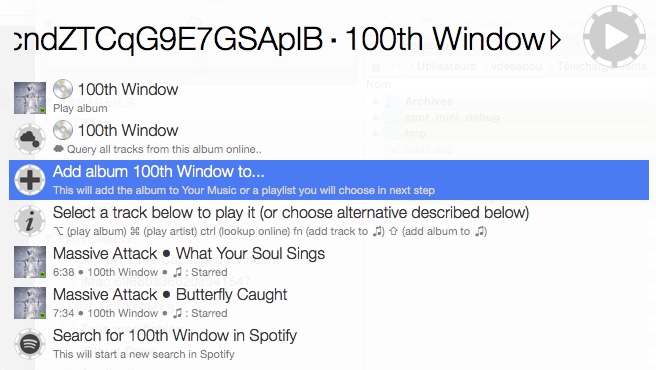 cndZTCqG9E7GSAplB · 100th Window ▷
100th Window
Play album
100th Window
Query all tracks from this album online..
Add album 100th Window to...
This will add the album to Your Music or a playlist you will choose in next step
Select a track below to play it (or choose alternative described below)
⌥ (play album) ⌘ (play artist) ctrl (lookup online) fn (add track to ♫) ⇧ (add album to ♫)
Massive Attack ● What Your Soul Sings
6:38 ● 100th Window ● ♫ : Starred
Massive Attack ● Butterfly Caught
7:34 ● 100th Window ● ♫ : Starred
Search for 100th Window in Spotify
This will start a new search in Spotify
Utilisateurs
vdesabou
Téléchargements
Nom
Archives
spot_mini_debug
tmp